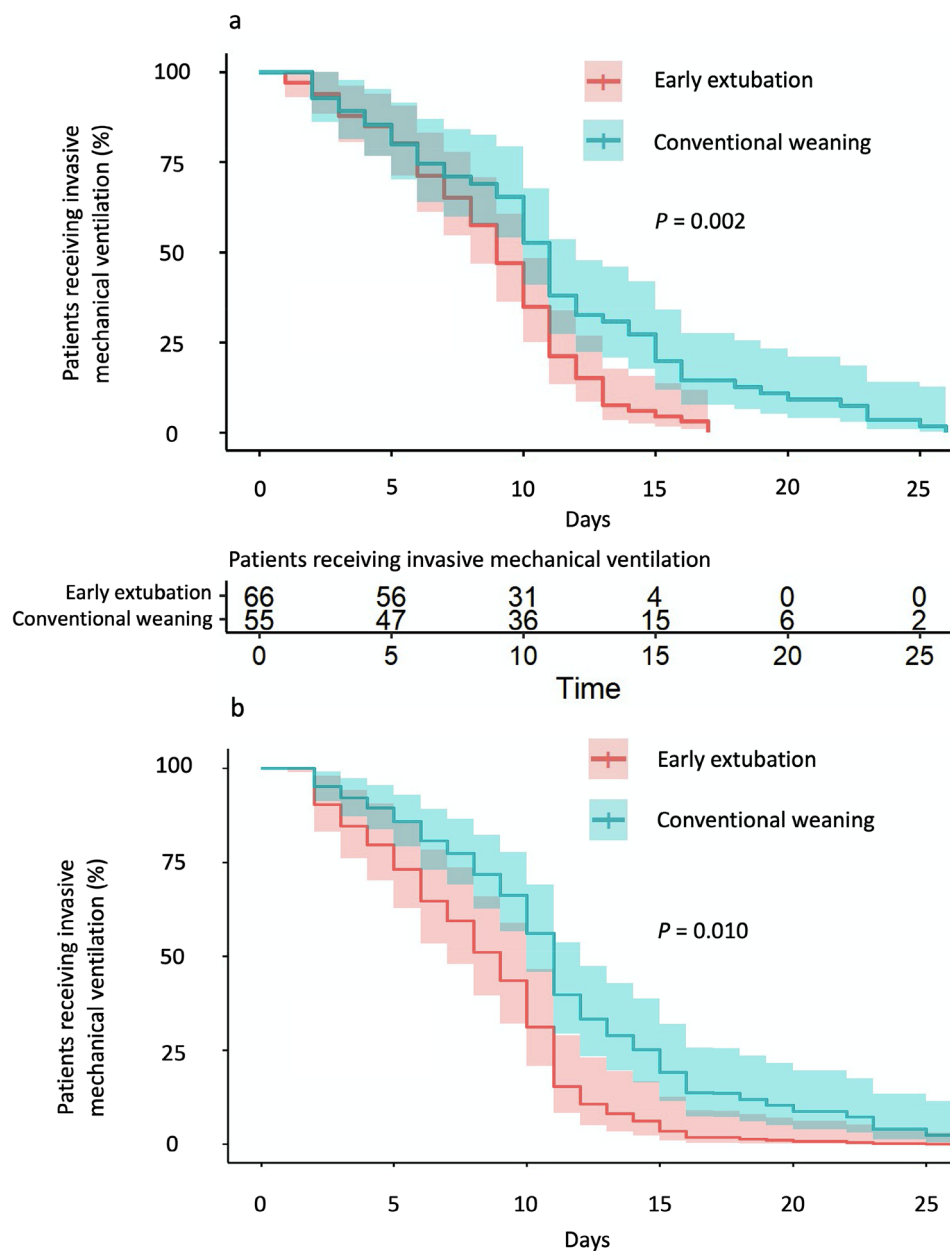 a
Patients receiving invasive
mechanical ventilation (%)
100
75
50
25
0
Early extubation
Conventional weaning
P = 0.002
0 5 10 15 20 25
Days
Patients receiving invasive mechanical ventilation
Early extubation 66 56 31 4 0 0
Conventional weaning 55 47 36 15 6 2
0 5 10 15 20 25
Time
b
Patients receiving invasive
mechanical ventilation (%)
100
75
50
25
0
Early extubation
Conventional weaning
P = 0.010
0 5 10 15 20 25
Days